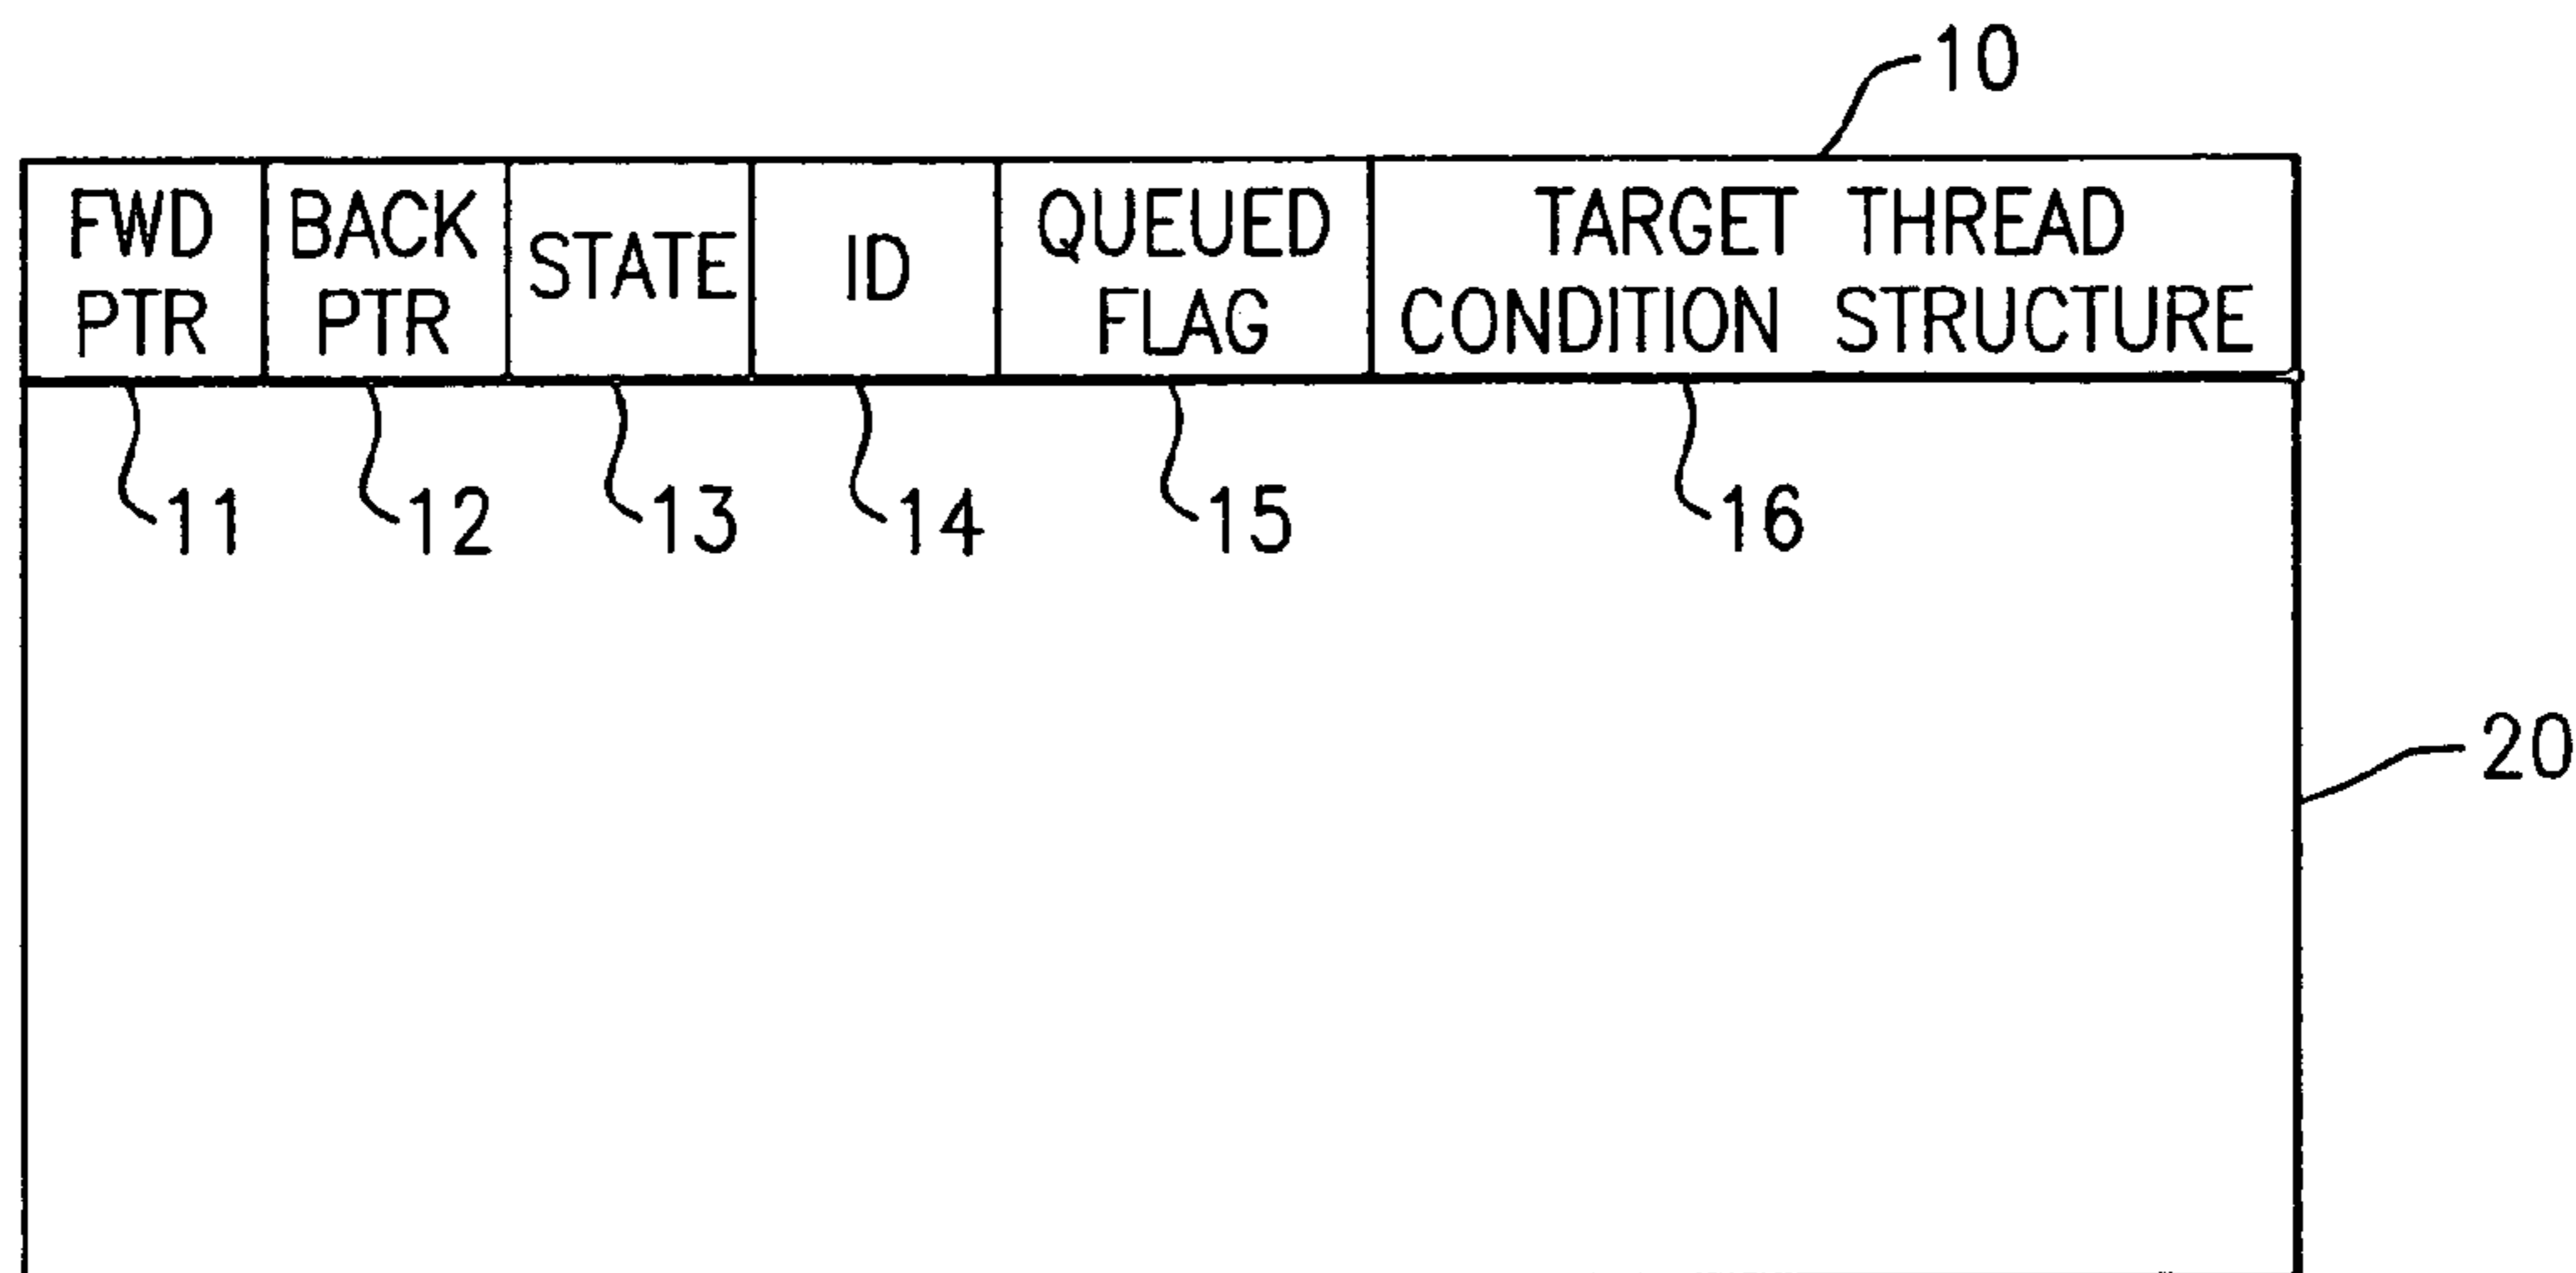 10
FWD PTR
BACK PTR
STATE
ID
QUEUED FLAG
TARGET THREAD CONDITION STRUCTURE
11
12
13
14
15
16
20